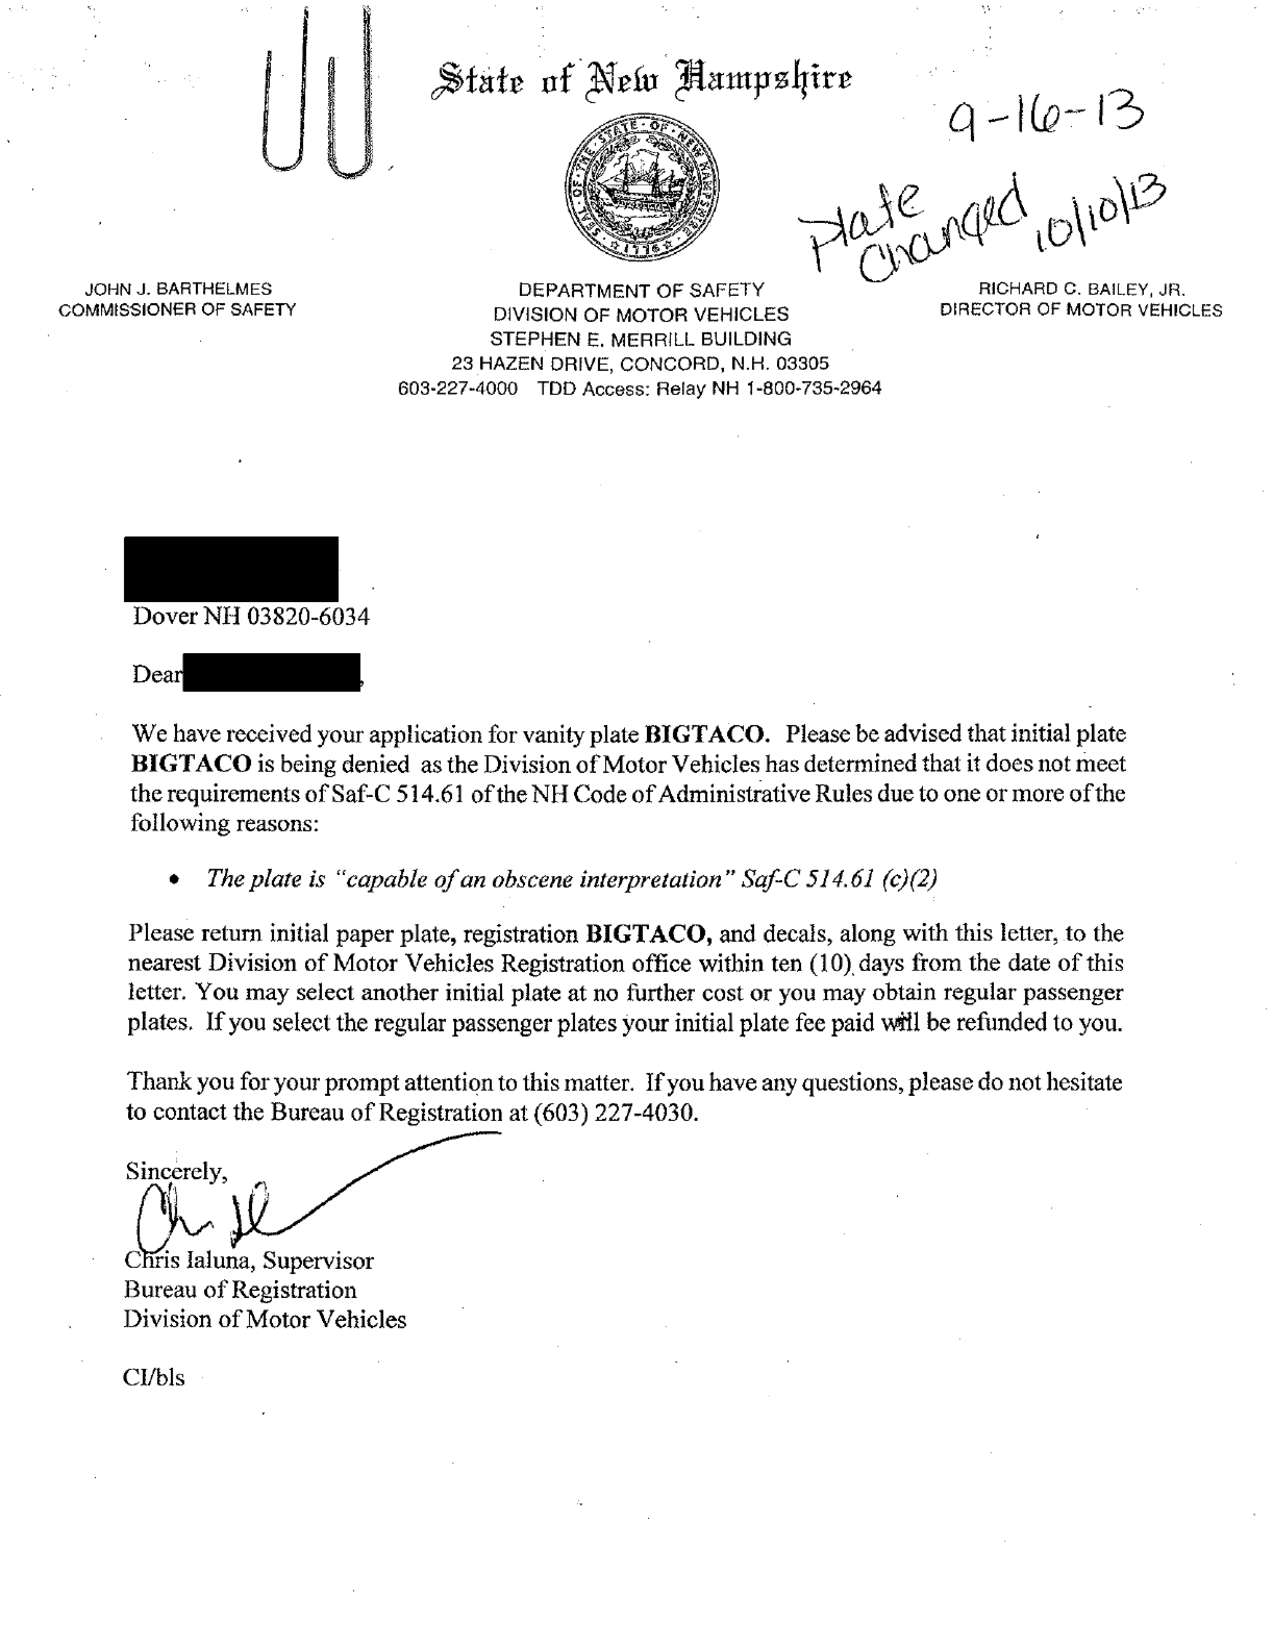 State of New Hampshire
9-16-13
Plate
Changed 10/10/13
SEAL · OF · THE · STATE · OF · NEW HAMPSHIRE
1776
JOHN J. BARTHELMES
COMMISSIONER OF SAFETY
DEPARTMENT OF SAFETY
DIVISION OF MOTOR VEHICLES
STEPHEN E. MERRILL BUILDING
23 HAZEN DRIVE, CONCORD, N.H. 03305
603-227-4000 TDD Access: Relay NH 1-800-735-2964
RICHARD C. BAILEY, JR.
DIRECTOR OF MOTOR VEHICLES
Dover NH 03820-6034
Dear ,
We have received your application for vanity plate BIGTACO. Please be advised that initial plate
BIGTACO is being denied as the Division of Motor Vehicles has determined that it does not meet
the requirements of Saf-C 514.61 of the NH Code of Administrative Rules due to one or more of the
following reasons:
• The plate is "capable of an obscene interpretation" Saf-C 514.61 (c)(2)
Please return initial paper plate, registration BIGTACO, and decals, along with this letter, to the
nearest Division of Motor Vehicles Registration office within ten (10) days from the date of this
letter. You may select another initial plate at no further cost or you may obtain regular passenger
plates. If you select the regular passenger plates your initial plate fee paid will be refunded to you.
Thank you for your prompt attention to this matter. If you have any questions, please do not hesitate
to contact the Bureau of Registration at (603) 227-4030.
Sincerely,
Chris Ialuna, Supervisor
Bureau of Registration
Division of Motor Vehicles
CI/bls